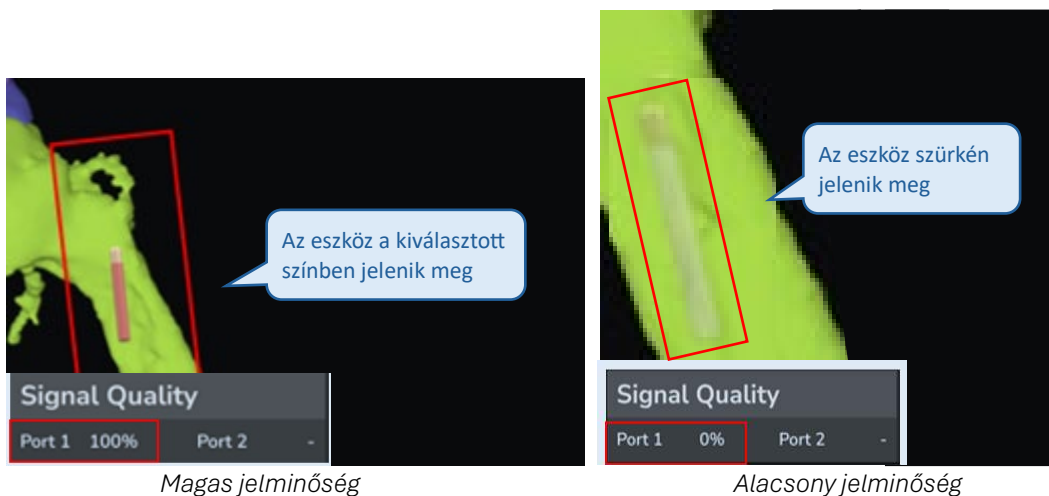 Az eszköz a kiválasztott
színben jelenik meg
Signal Quality
Port 1 100% Port 2 -
Magas jelminőség
Az eszköz szürkén
jelenik meg
Signal Quality
Port 1 0% Port 2 -
Alacsony jelminőség